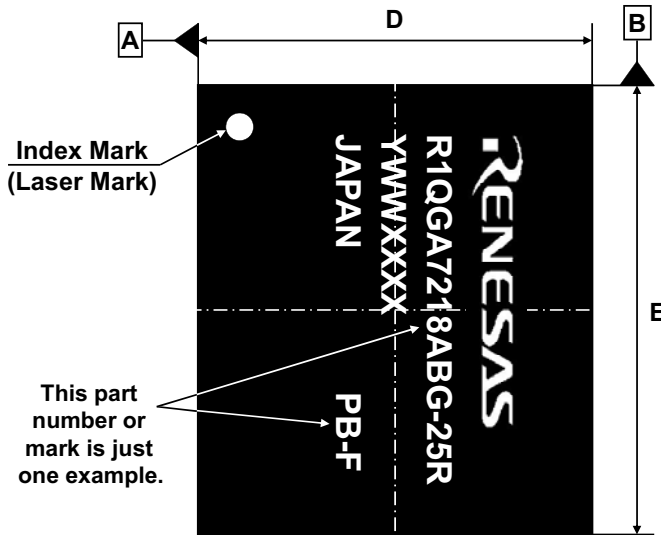 A
D
B
Index Mark
(Laser Mark)
RENESAS
R1QGA7218ABG-25R
YWWXXXX
JAPAN
PB-F
E
This part
number or
mark is just
one example.